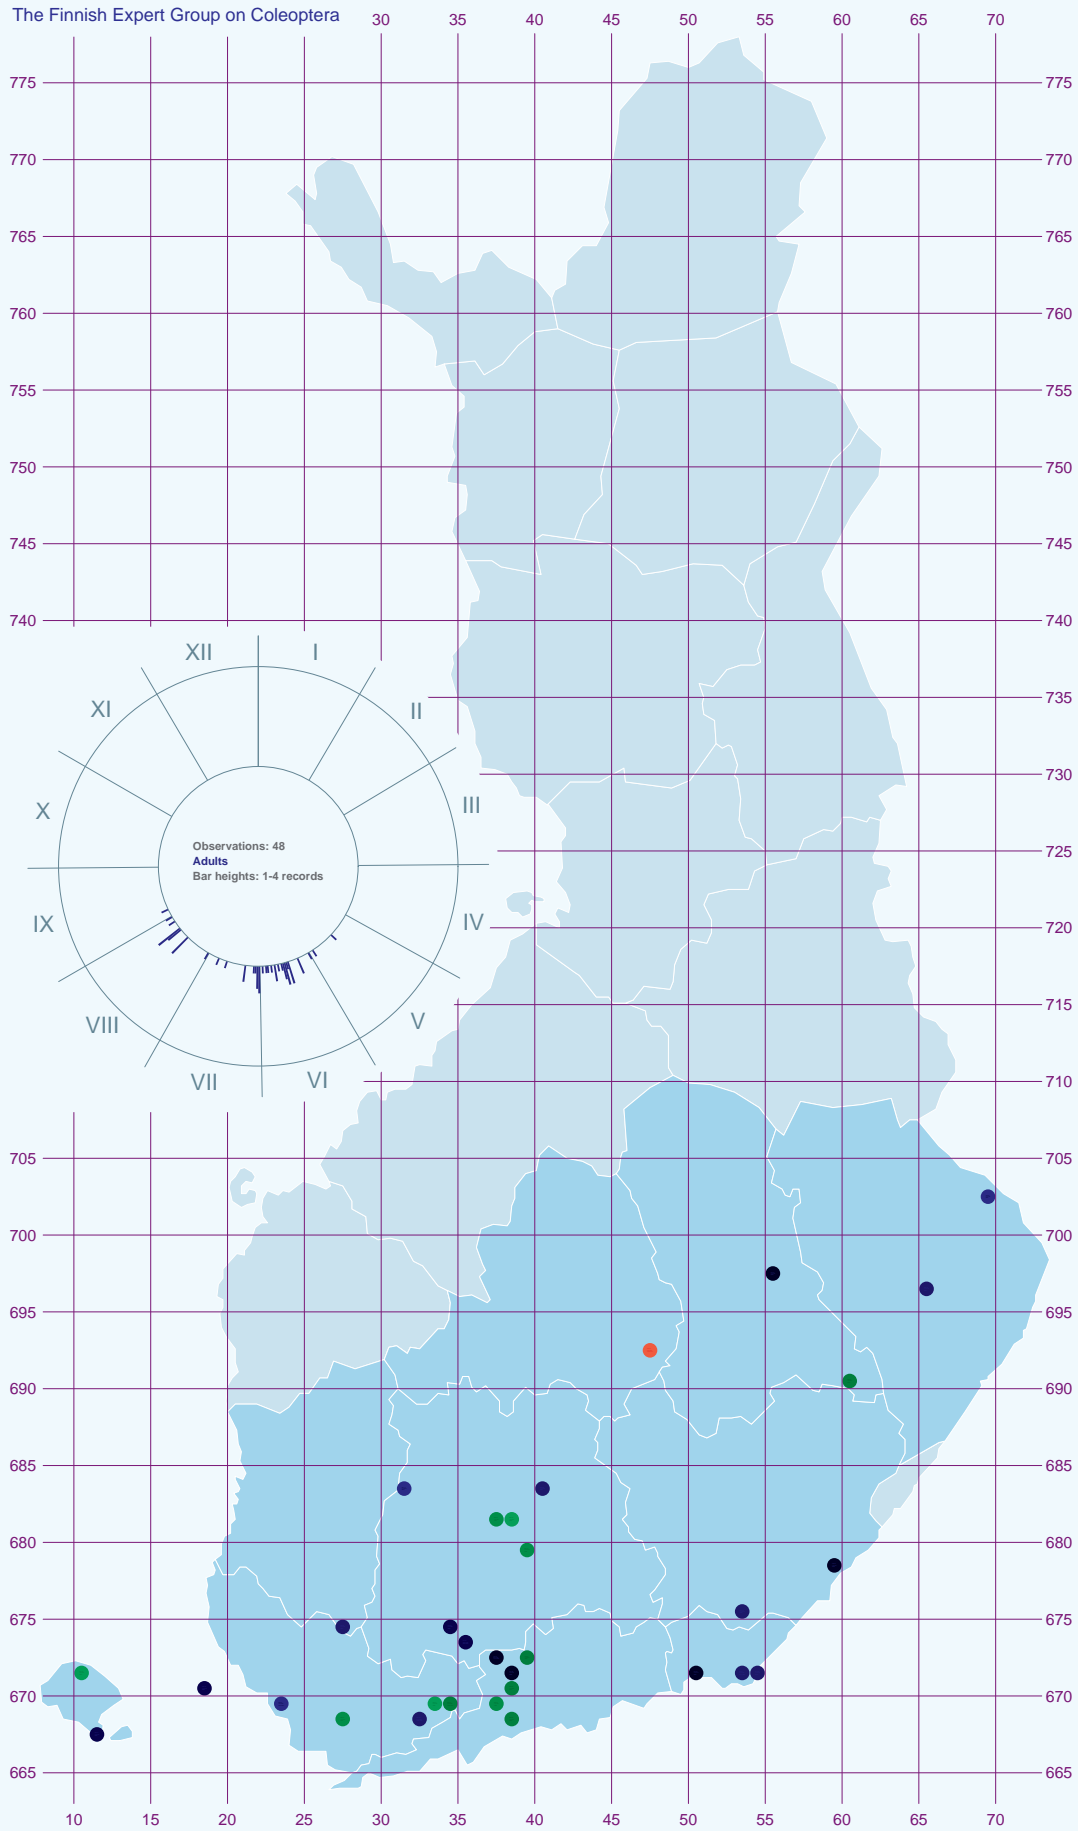 The Finnish Expert Group on Coleoptera 30 35 40 45 50 55 60 65 70
775 775
770 770
765 765
760 760
755 755
750 750
745 745
740 740
XII I
735
XI II
730
X III
725
Observations: 48
Adults
Bar heights: 1-4 records
IX IV 720
715
VIII V
VII VI
710
705 705
700 700
695 695
690 690
685 685
680 680
675 675
670 670
665 665
10 15 20 25 30 35 40 45 50 55 60 65 70